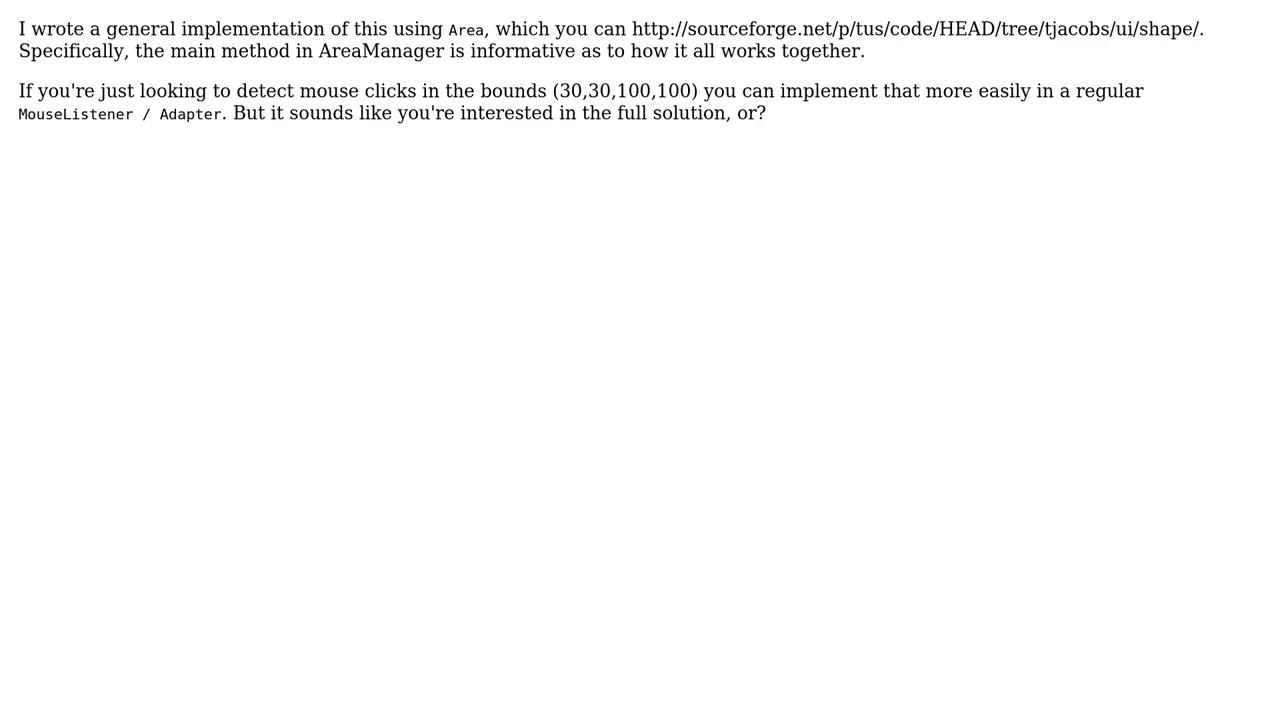 I wrote a general implementation of this using Area, which you can http://sourceforge.net/p/tus/code/HEAD/tree/tjacobs/ui/shape/.
Specifically, the main method in AreaManager is informative as to how it all works together.
If you're just looking to detect mouse clicks in the bounds (30,30,100,100) you can implement that more easily in a regular
MouseListener / Adapter. But it sounds like you're interested in the full solution, or?